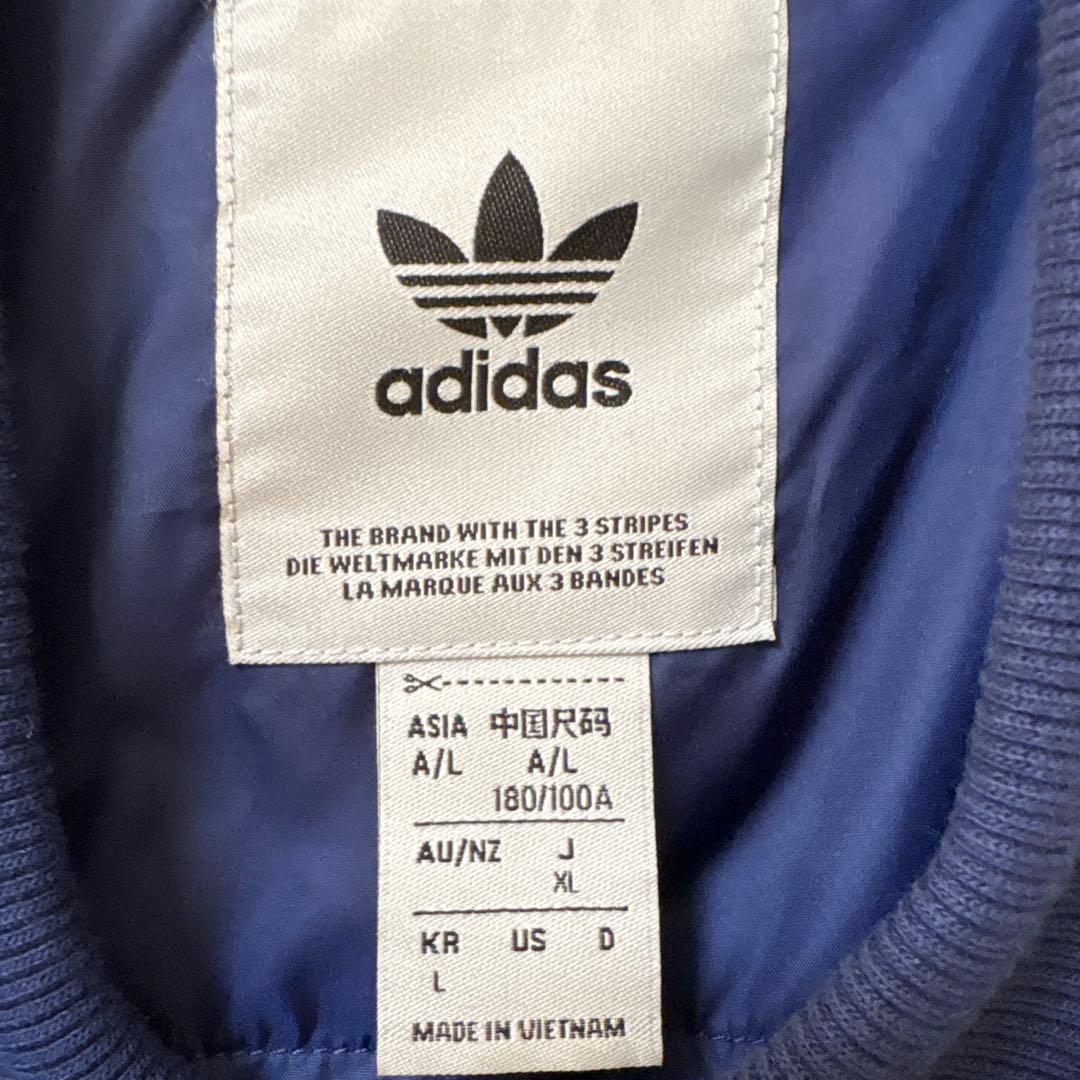 adidas
THE BRAND WITH THE 3 STRIPES
DIE WELTMARKE MIT DEN 3 STREIFEN
LA MARQUE AUX 3 BANDES
ASIA 中国尺码
A/L A/L
180/100A
AU/NZ J
XL
KR US D
L
MADE IN VIETNAM